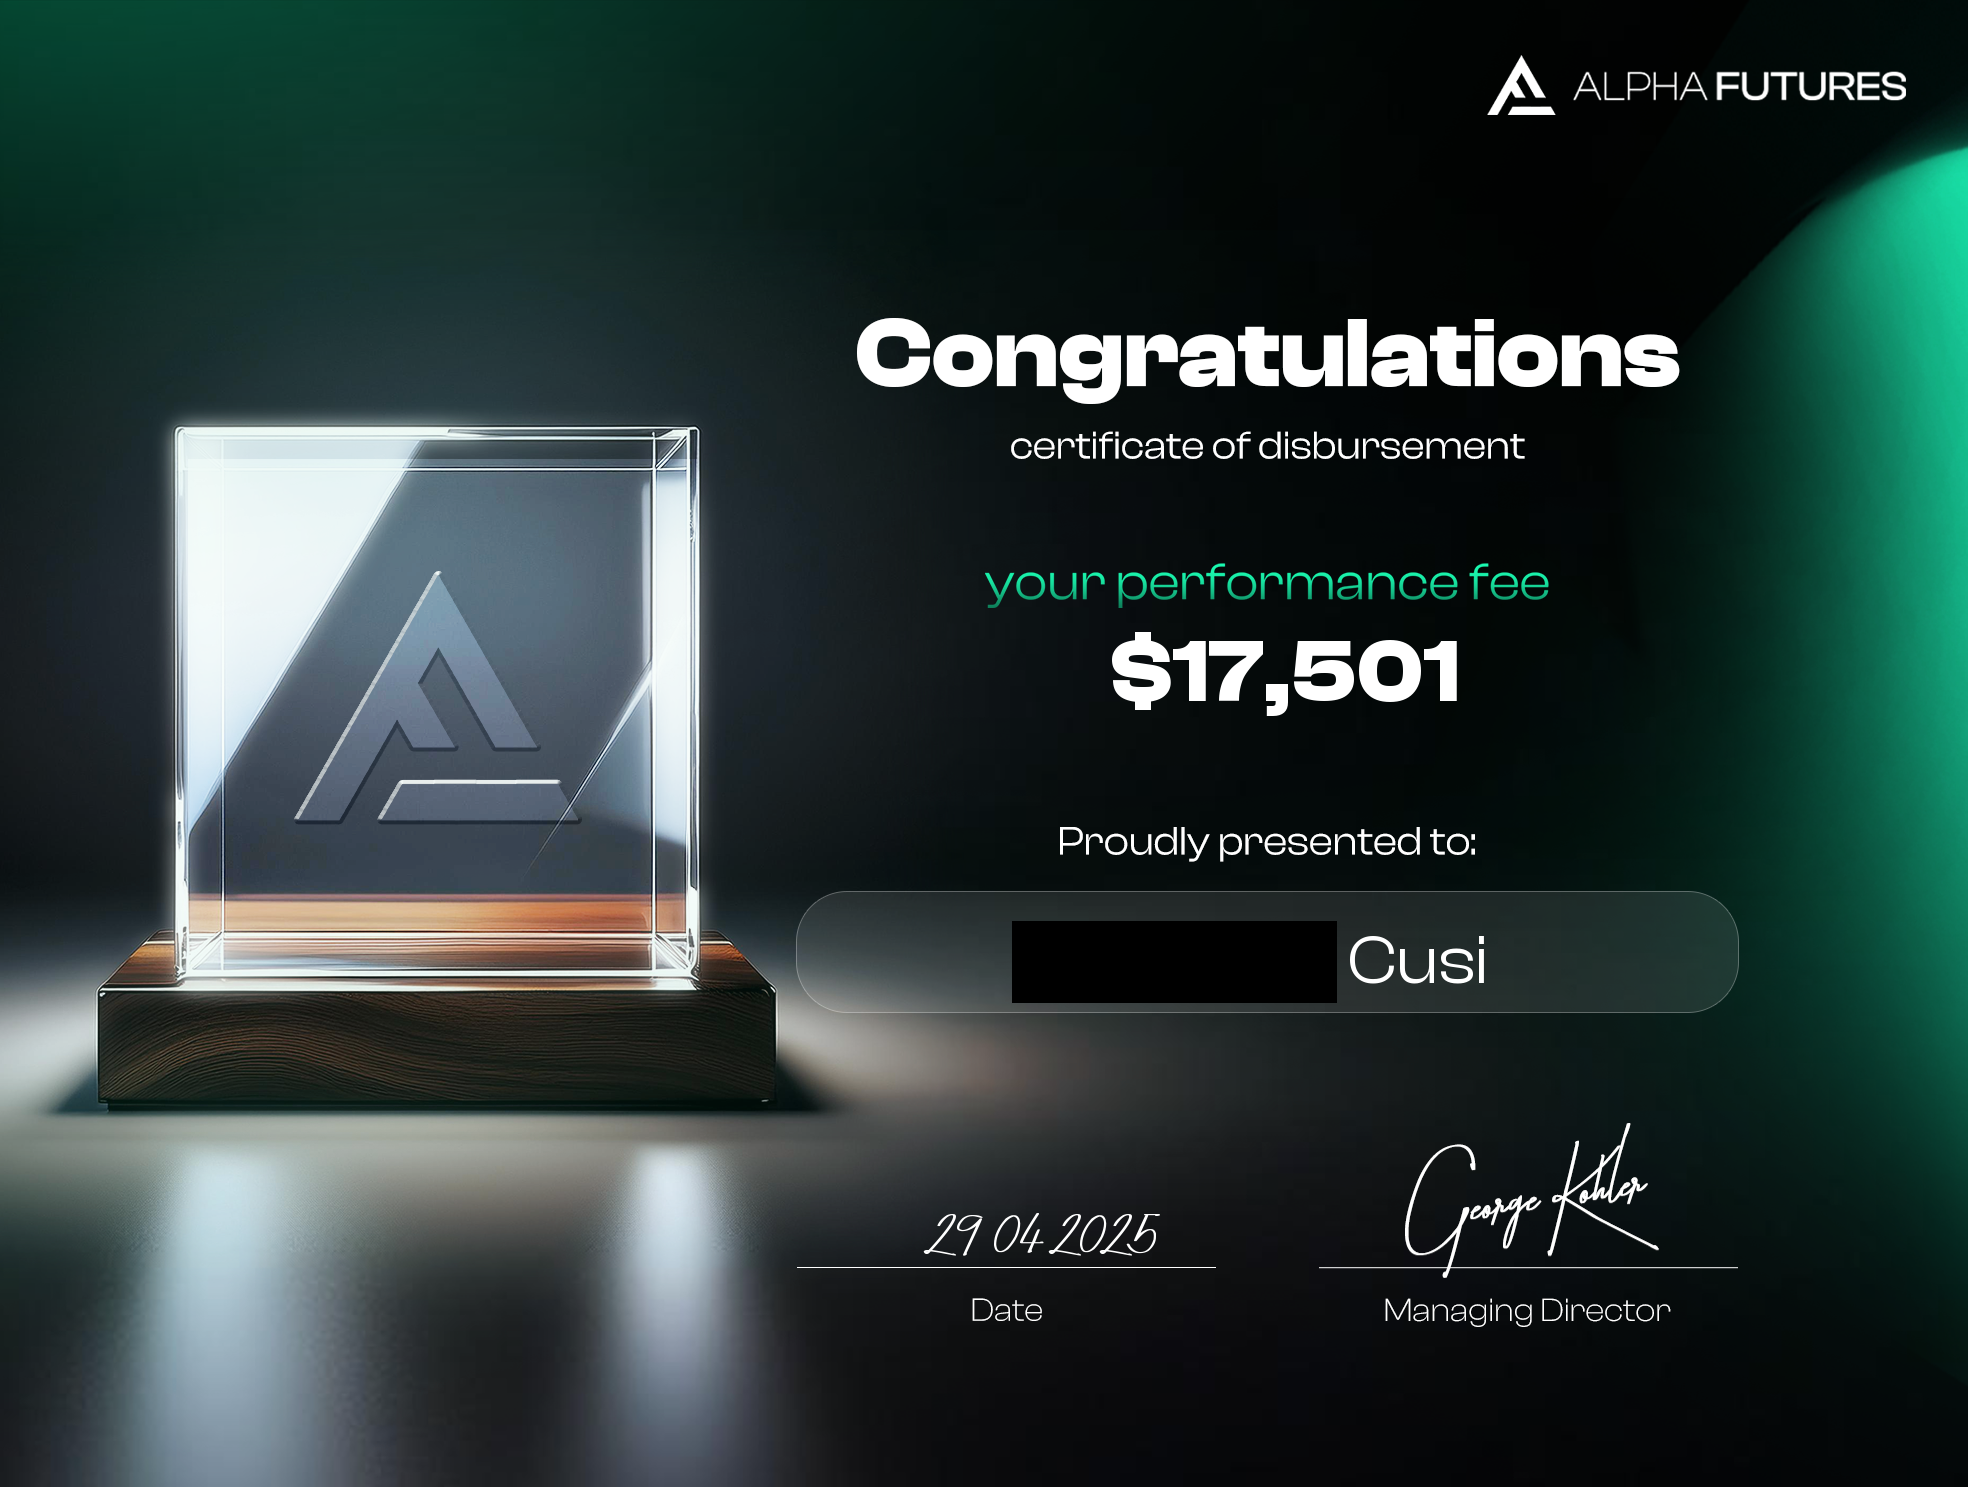 ALPHA FUTURES
Congratulations
certificate of disbursement
your performance fee
$17,501
Proudly presented to:
Cusi
29 04 2025
George Kohler
Date
Managing Director